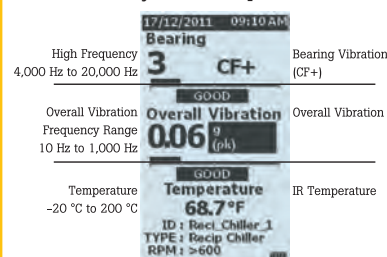 17/12/2011 09:10 AM
Bearing
High Frequency
4,000 Hz to 20,000 Hz
3 CF+
Bearing Vibration
(CF+)
GOOD
Overall Vibration
Frequency Range
10 Hz to 1,000 Hz
Overall Vibration
0.06 g
(pk)
Overall Vibration
GOOD
Temperature
–20 °C to 200 °C
Temperature
68.7°F
IR Temperature
ID : Reci_Chiller_1
TYPE : Recip Chiller
RPM : >600